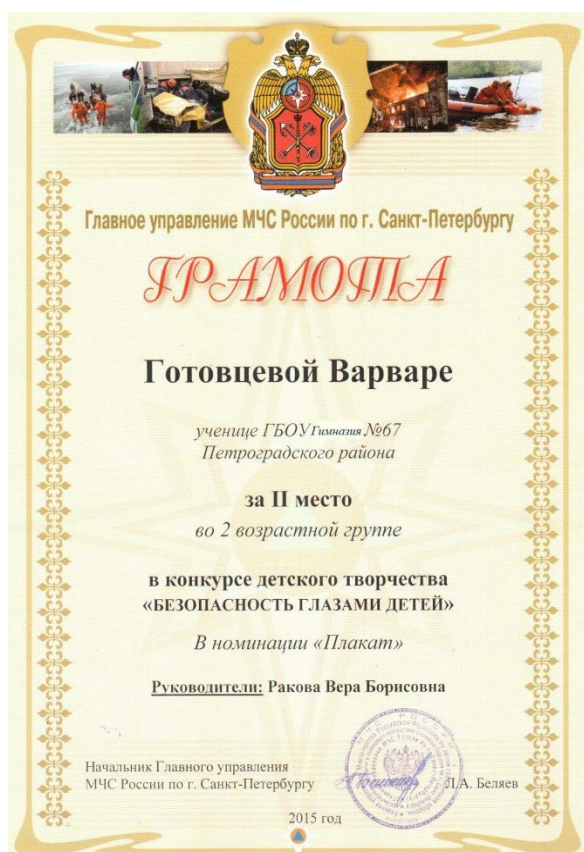 Главное управление МЧС России по г. Санкт-Петербургу
ГРАМОТА
Готовцевой Варваре
ученице ГБОУ Гимназия №67
Петроградского района
за II место
во 2 возрастной группе
в конкурсе детского творчества
«БЕЗОПАСНОСТЬ ГЛАЗАМИ ДЕТЕЙ»
В номинации «Плакат»
Руководители: Ракова Вера Борисовна
Начальник Главного управления
МЧС России по г. Санкт-Петербургу
Л.А. Беляев
2015 год